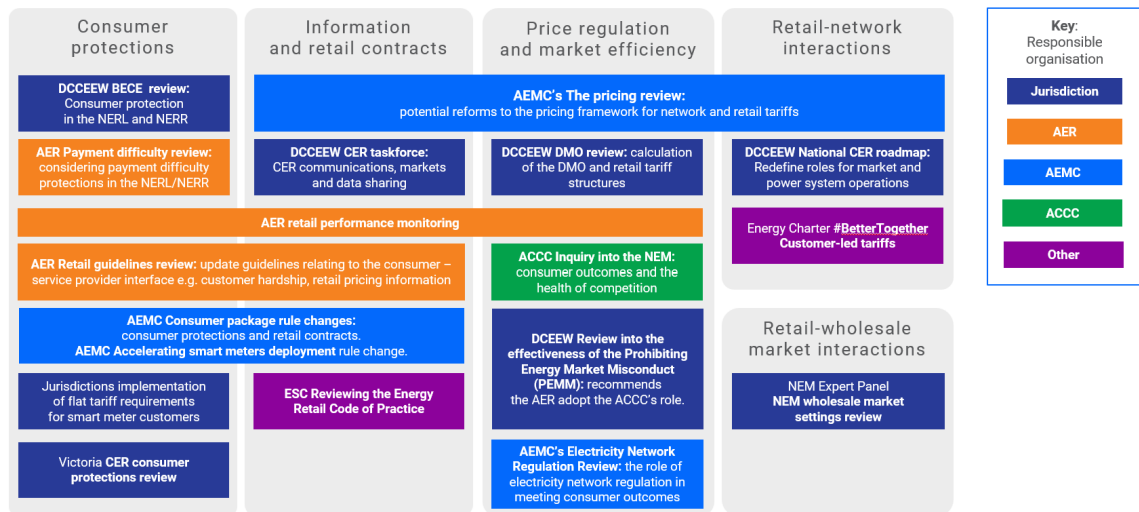 Consumer
protections
DCCEEW BECE review:
Consumer protection
in the NERL and NERR
AER Payment difficulty review:
considering payment difficulty
protections in the NERL/NERR
Information
and retail contracts
Price regulation
and market efficiency
Retail-network
interactions
AEMC's The pricing review:
potential reforms to the pricing framework for network and retail tariffs
DCCEEW CER taskforce:
CER communications, markets
and data sharing
DCCEEW DMO review: calculation
of the DMO and retail tariff
structures
DCCEEW National CER roadmap:
Redefine roles for market and
power system operations
AER retail performance monitoring
Energy Charter #BetterTogether
Customer-led tariffs
AER Retail guidelines review: update guidelines relating to the consumer –
service provider interface e.g. customer hardship, retail pricing information
ACCC Inquiry into the NEM:
consumer outcomes and the
health of competition
AEMC Consumer package rule changes:
consumer protections and retail contracts.
AEMC Accelerating smart meters deployment rule change.
DCEEW Review into the
effectiveness of the Prohibiting
Energy Market Misconduct
(PEMM): recommends
the AER adopt the ACCC's role.
Retail-wholesale
market interactions
Jurisdictions implementation
of flat tariff requirements
for smart meter customers
ESC Reviewing the Energy
Retail Code of Practice
NEM Expert Panel
NEM wholesale market
settings review
Victoria CER consumer
protections review
AEMC's Electricity Network
Regulation Review: the role of
electricity network regulation in
meeting consumer outcomes
Key:
Responsible
organisation
Jurisdiction
AER
AEMC
ACCC
Other